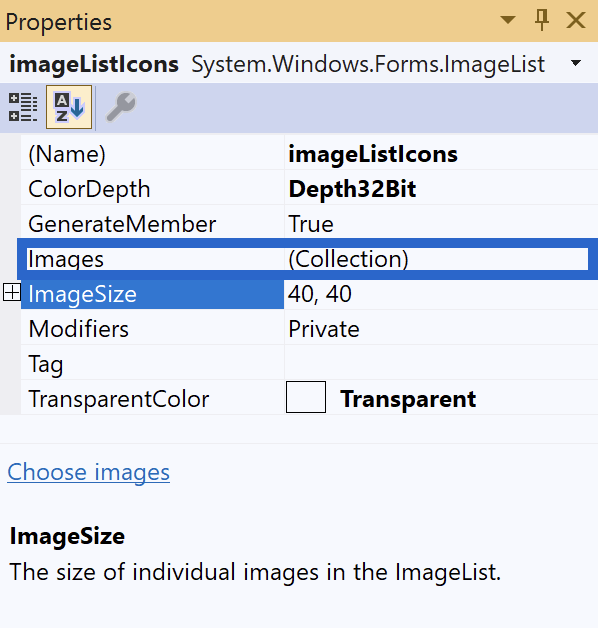 Properties
imageListIcons System.Windows.Forms.ImageList
(Name) imageListIcons
ColorDepth Depth32Bit
GenerateMember True
Images (Collection)
ImageSize 40, 40
Modifiers Private
Tag
TransparentColor Transparent
Choose images
ImageSize
The size of individual images in the ImageList.